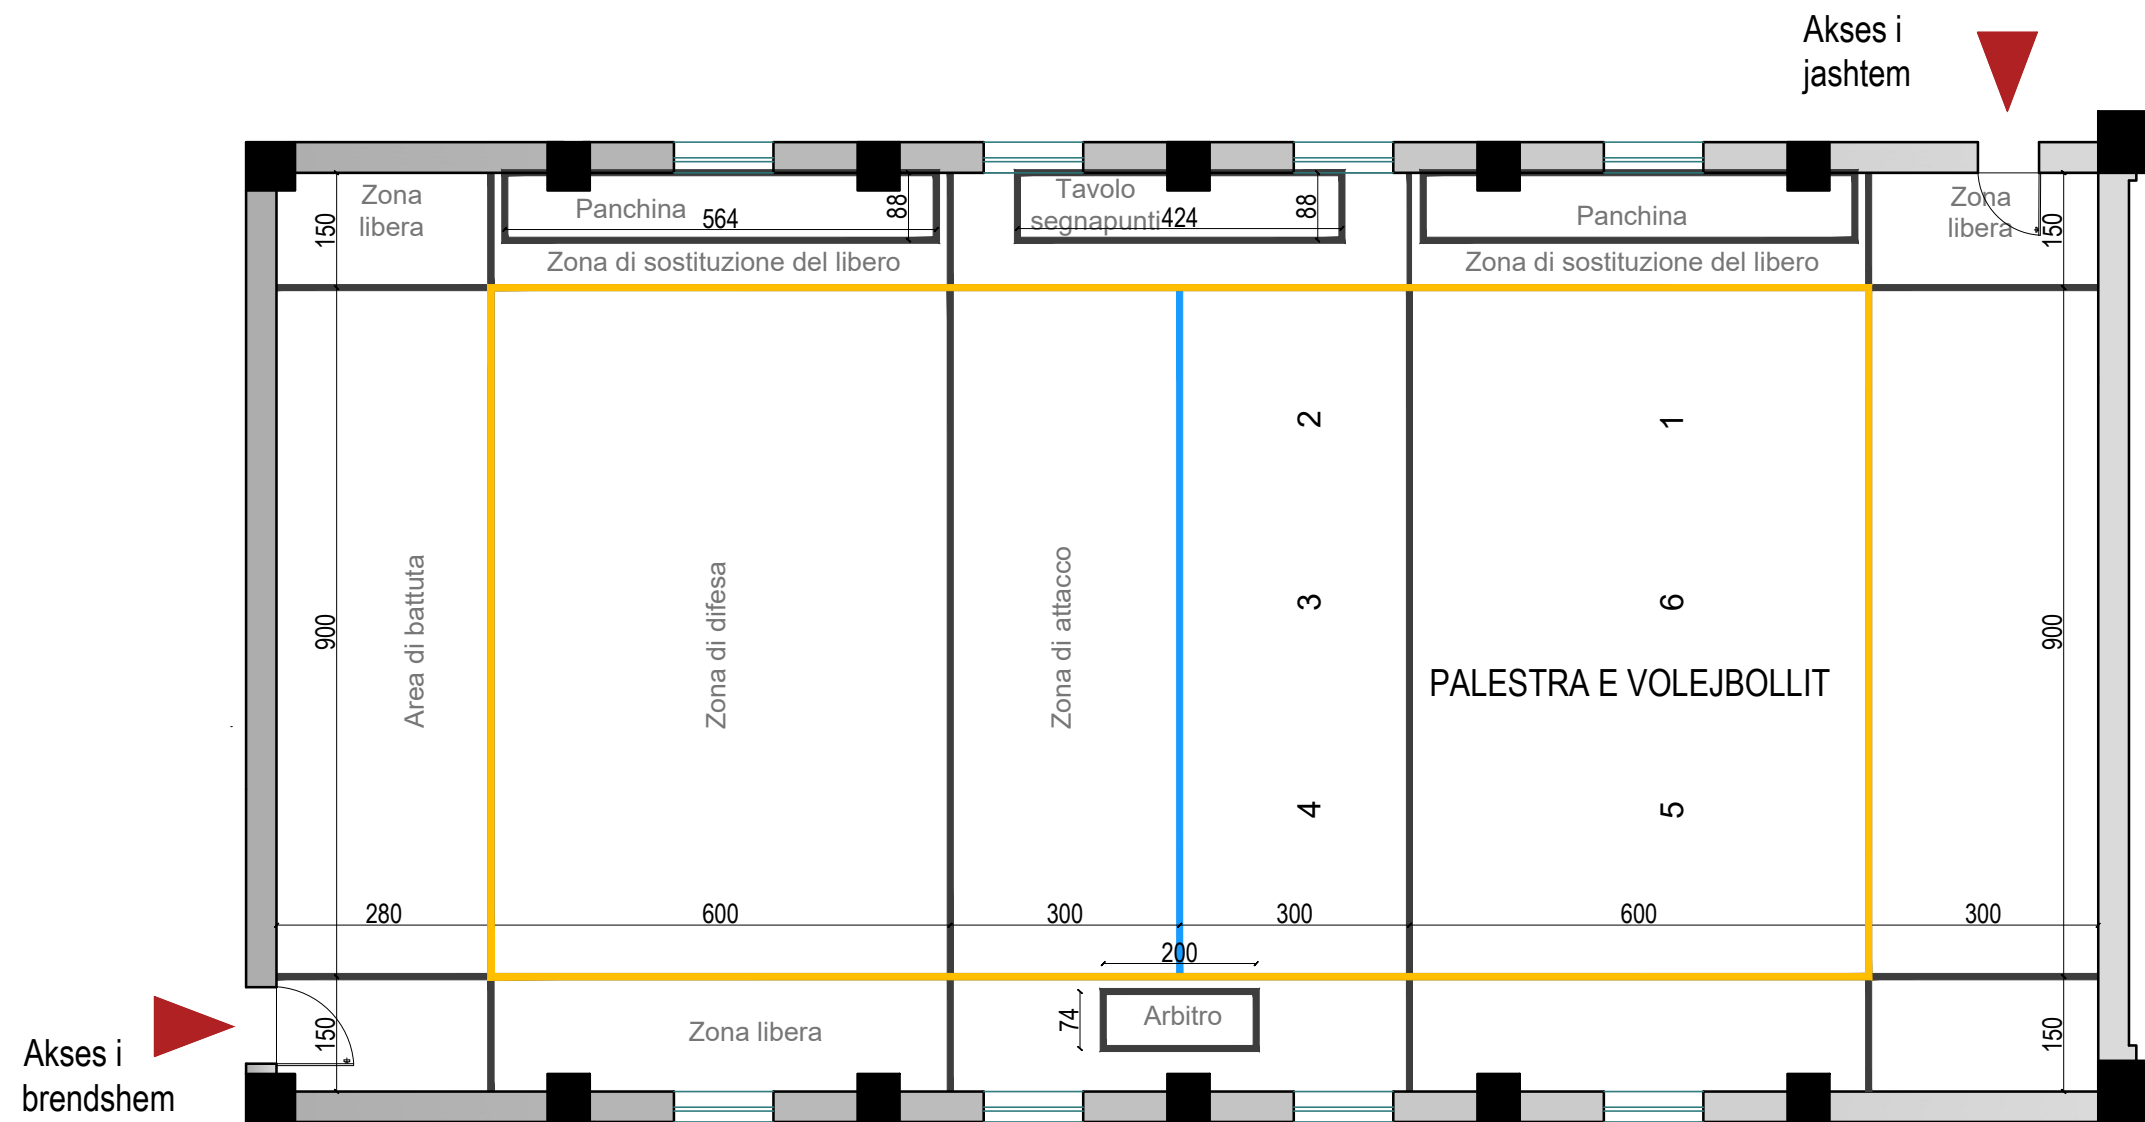 Akses i
jashtem
Zona
libera
150
Panchina
564
88
Tavolo
segnapunti
424
88
Panchina
Zona
libera
150
Zona di sostituzione del libero
Zona di sostituzione del libero
2
1
Area di battuta
Zona di difesa
Zona di attacco
3
6
900
900
PALESTRA E VOLEJBOLLIT
4
5
280
600
300
300
600
300
200
74
Arbitro
Zona libera
150
150
Akses i
brendshem